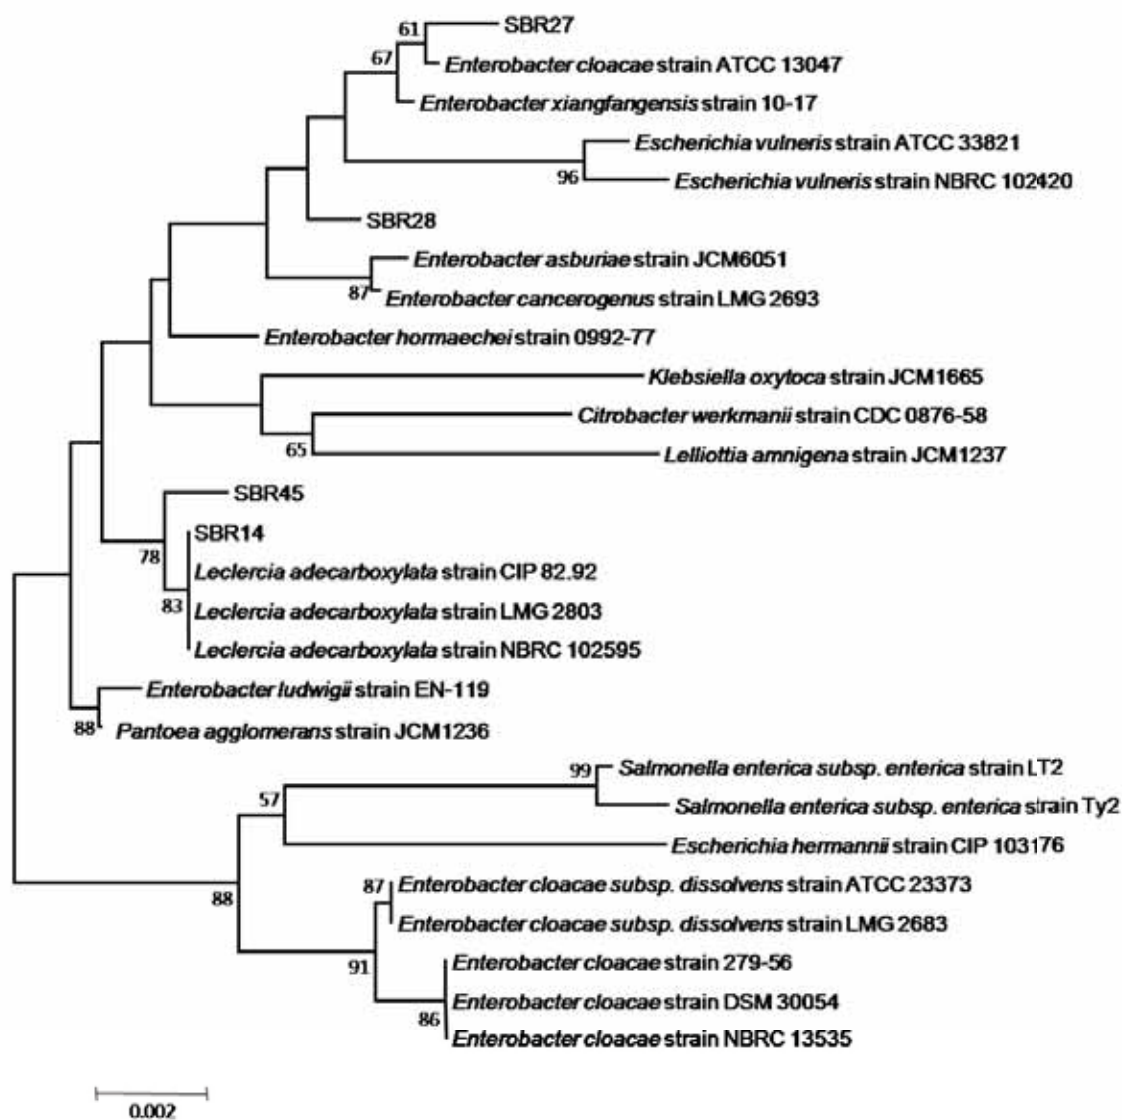 SBR27
61
Enterobacter cloacae strain ATCC 13047
67
Enterobacter xiangfangensis strain 10-17
Escherichia vulneris strain ATCC 33821
96
Escherichia vulneris strain NBRC 102420
SBR28
Enterobacter asburiae strain JCM6051
87
Enterobacter cancerogenus strain LMG 2693
Enterobacter hormaechei strain 0992-77
Klebsiella oxytoca strain JCM1665
Citrobacter werkmanii strain CDC 0876-58
65
Lelliottia amnigena strain JCM1237
SBR45
SBR14
78
Leclercia adecarboxylata strain CIP 82.92
83
Leclercia adecarboxylata strain LMG 2803
Leclercia adecarboxylata strain NBRC 102595
Enterobacter ludwigii strain EN-119
88
Pantoea agglomerans strain JCM1236
99
Salmonella enterica subsp. enterica strain LT2
57
Salmonella enterica subsp. enterica strain Ty2
Escherichia hermannii strain CIP 103176
88
87
Enterobacter cloacae subsp. dissolvens strain ATCC 23373
Enterobacter cloacae subsp. dissolvens strain LMG 2683
91
Enterobacter cloacae strain 279-56
Enterobacter cloacae strain DSM 30054
86
Enterobacter cloacae strain NBRC 13535
0.002